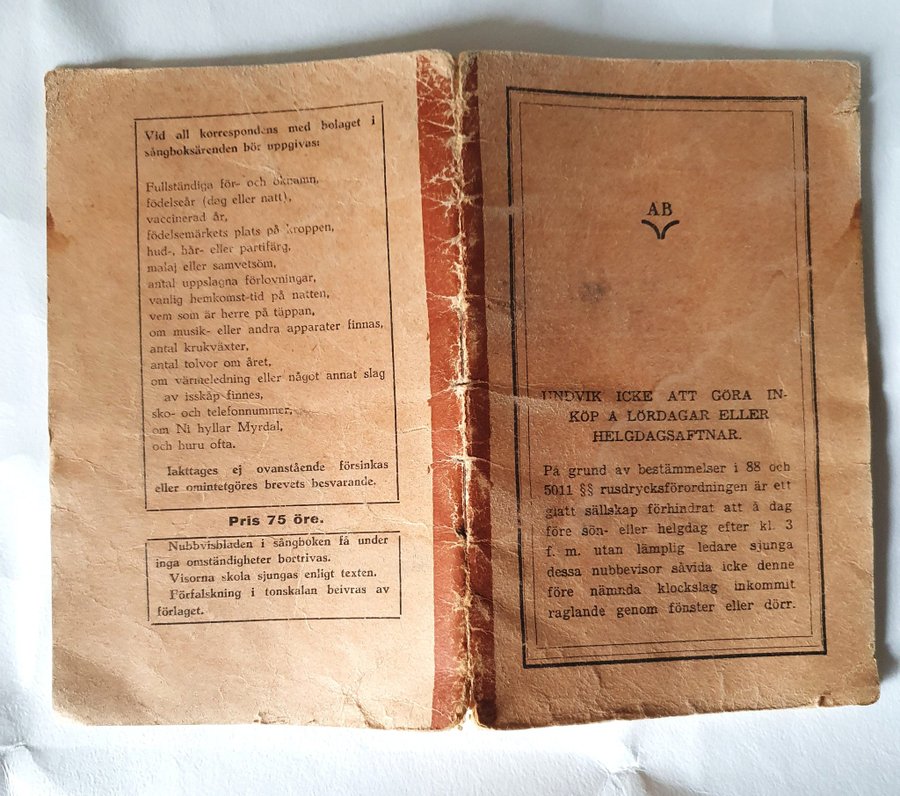 Vid all korrespondens med bolaget i
sångboksärenden bör uppgivas:
Fullständiga för- och öknamn,
födelseår (dag eller natt),
vaccinerad år,
födelsemärkets plats på kroppen,
hud-, hår- eller partifärg,
malaj eller samvetsöm,
antal uppslagna förlovningar,
vanlig hemkomst-tid på natten,
vem som är herre på täppan,
om musik- eller andra apparater finnas,
antal krukväxter,
antal tolvor om året,
om värmeledning eller något annat slag
av isskåp finnes,
sko- och telefonnummer,
om Ni hyllar Myrdal,
och huru ofta.
Iakttages ej ovanstående försinkas
eller omintetgöres brevets besvarande.
Pris 75 öre.
Nubbvisbladen i sångboken få under
inga omständigheter bortrivas.
Visorna skola sjungas enligt texten.
Förfalskning i tonskalan beivras av
förlaget.
AB
UNDVIK ICKE ATT GÖRA IN-
KÖP A LÖRDAGAR ELLER
HELGDAGSAFTNAR.
På grund av bestämmelser i 88 och
5011 §§ rusdrycksförordningen är ett
glatt sällskap förhindrat att å dag
före sön- eller helgdag efter kl. 3
f. m. utan lämplig ledare sjunga
dessa nubbevisor såvida icke denne
före nämnda klockslag inkommit
raglande genom fönster eller dörr.